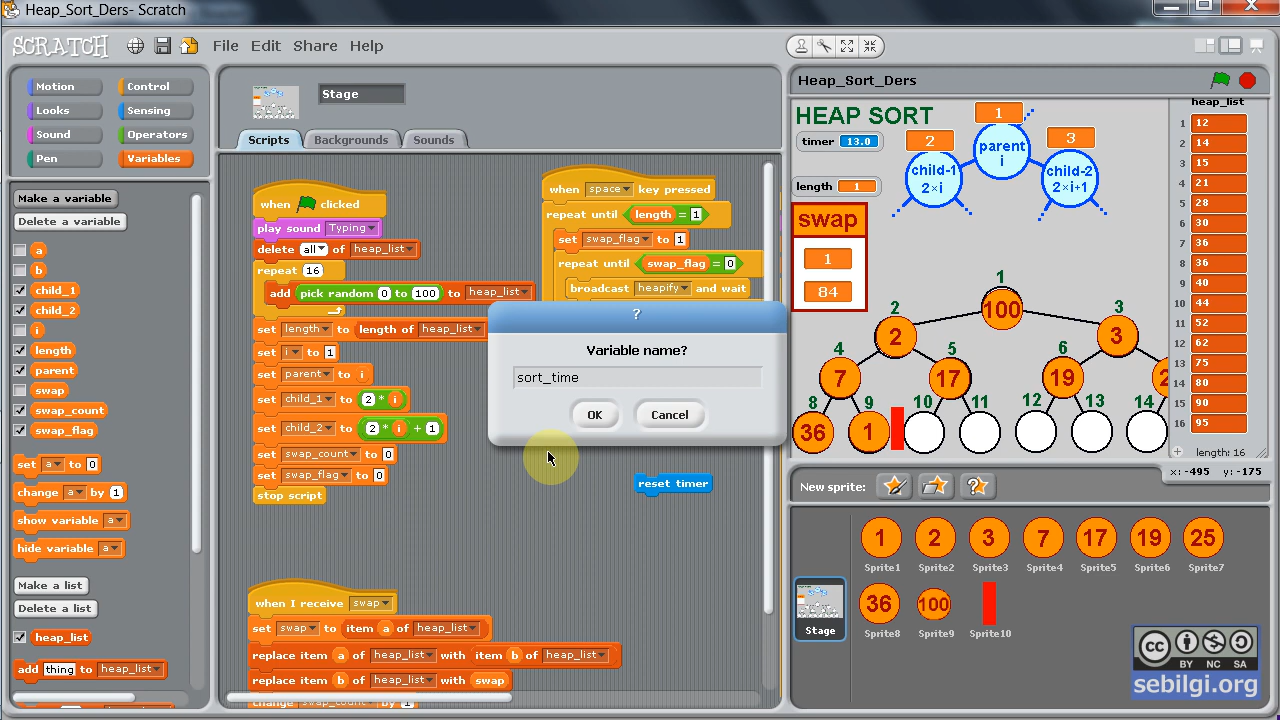 Heap_Sort_Ders- Scratch
SCRATCH File Edit Share Help
Motion Control
Looks Sensing
Sound Operators
Pen Variables
Make a variable
Delete a variable
a
b
child_1
child_2
i
length
parent
swap
swap_count
swap_flag
set a to 0
change a by 1
show variable a
hide variable a
Make a list
Delete a list
heap_list
add thing to heap_list
Stage
Scripts Backgrounds Sounds
when clicked
play sound Typing
delete all of heap_list
repeat 16
add pick random 0 to 100 to heap_list
set length to length of heap_list
set i to 1
set parent to i
set child_1 to 2 * i
set child_2 to 2 * i + 1
set swap_count to 0
set swap_flag to 0
stop script
when I receive swap
set swap to item a of heap_list
replace item a of heap_list with item b of heap_list
replace item b of heap_list with swap
change swap_count by 1
when space key pressed
repeat until length = 1
set swap_flag to 1
repeat until swap_flag = 0
broadcast heapify and wait
?
Variable name?
sort_time
OK Cancel
reset timer
Heap_Sort_Ders
HEAP SORT
timer 13.0
length 1
swap
1
84
1
2 3
parent
i
child-1
2×i
child-2
2×i+1
1
100
2 3
2 3
4 5 6
7 17 19 2
8 9 10 11 12 13 14
36 1
heap_list
1 12
2 14
3 15
4 21
5 28
6 30
7 36
8 36
9 40
10 44
11 52
12 62
13 75
14 80
15 90
16 95
+ length: 16
x: -495 y: -175
New sprite:
Stage
1 2 3 7 17 19 25
Sprite1 Sprite2 Sprite3 Sprite4 Sprite5 Sprite6 Sprite7
36 100
Sprite8 Sprite9 Sprite10
cc BY NC SA
sebilgi.org